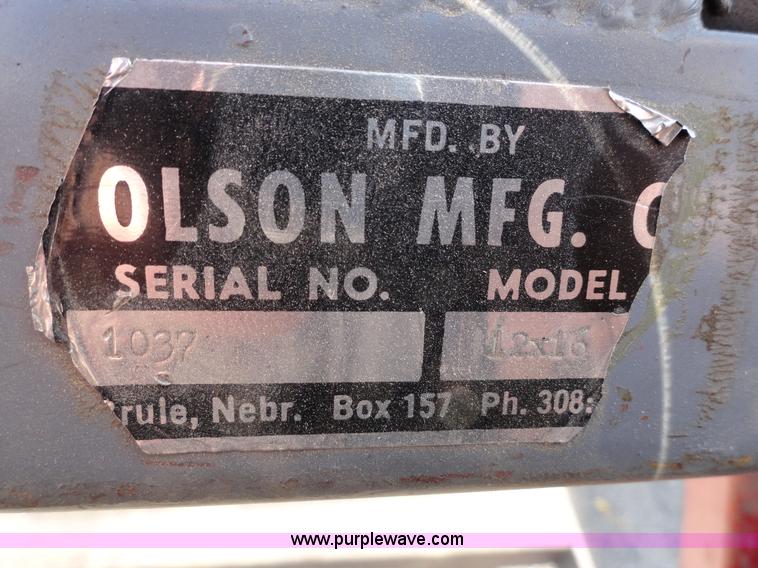 MFD. BY
OLSON MFG. C
SERIAL NO. MODEL
1037 12x16
rule, Nebr. Box 157 Ph. 308:
www.purplewave.com